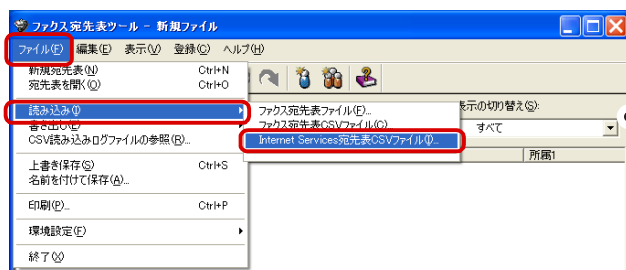 ファクス宛先表ツール － 新規ファイル
ファイル(F) 編集(E) 表示(V) 登録(C) ヘルプ(H)
新規宛先表(N) Ctrl+N
宛先表を開く(O) Ctrl+O
読み込み(I)
書き出し(E)
CSV読み込みログファイルの参照(R)...
上書き保存(S) Ctrl+S
名前を付けて保存(A)...
印刷(P)... Ctrl+P
環境設定(F)
終了(X)
ファクス宛先表ファイル(F)...
ファクス宛先表CSVファイル(C)...
Internet Services宛先表CSVファイル(I)...
表示の切り替え(S):
すべて
所属1